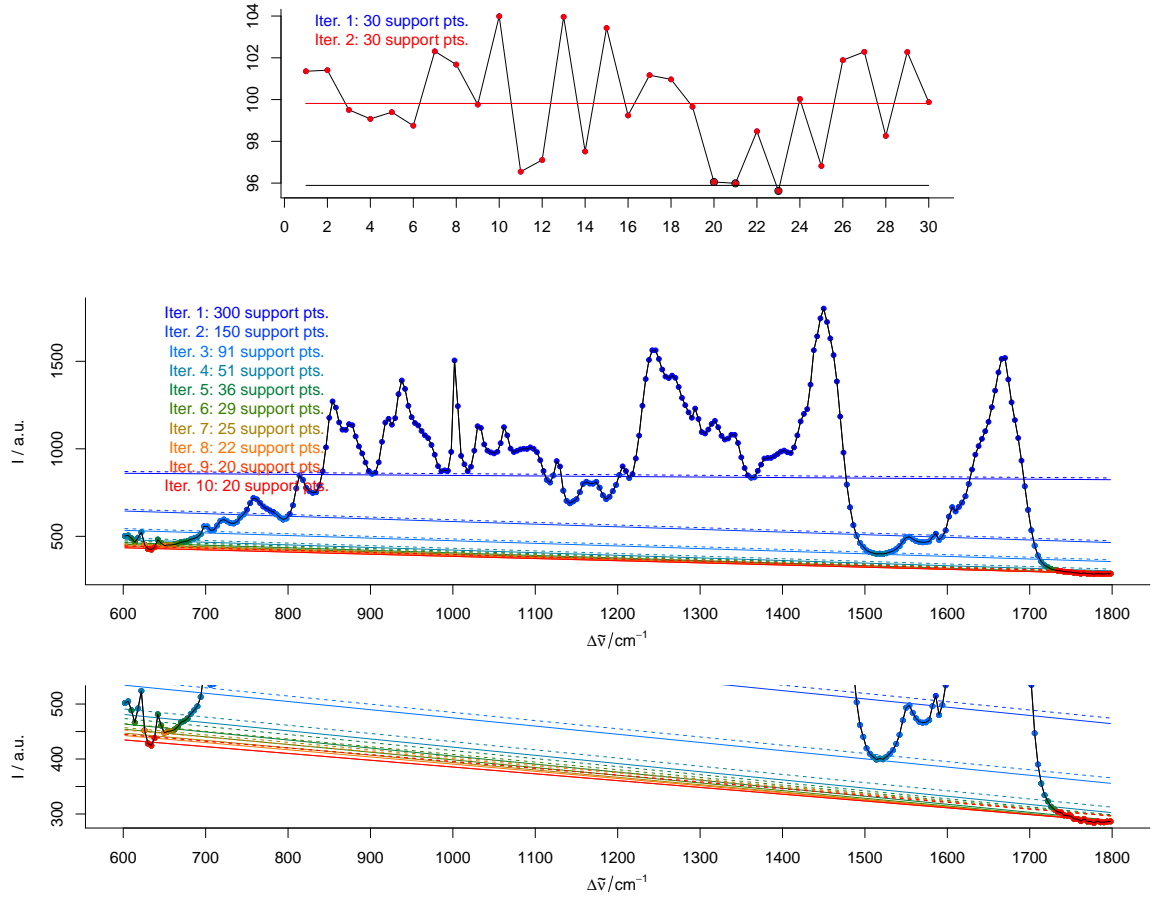 Iter. 1: 30 support pts.
Iter. 2: 30 support pts.
104
102
100
98
96
0 2 4 6 8 10 12 14 16 18 20 22 24 26 28 30
Iter. 1: 300 support pts.
Iter. 2: 150 support pts.
Iter. 3: 91 support pts.
Iter. 4: 51 support pts.
Iter. 5: 36 support pts.
Iter. 6: 29 support pts.
Iter. 7: 25 support pts.
Iter. 8: 22 support pts.
Iter. 9: 20 support pts.
Iter. 10: 20 support pts.
I / a.u.
1500
1000
500
600 700 800 900 1000 1100 1200 1300 1400 1500 1600 1700 1800
Δν̃/cm⁻¹
I / a.u.
500
400
300
600 700 800 900 1000 1100 1200 1300 1400 1500 1600 1700 1800
Δν̃/cm⁻¹